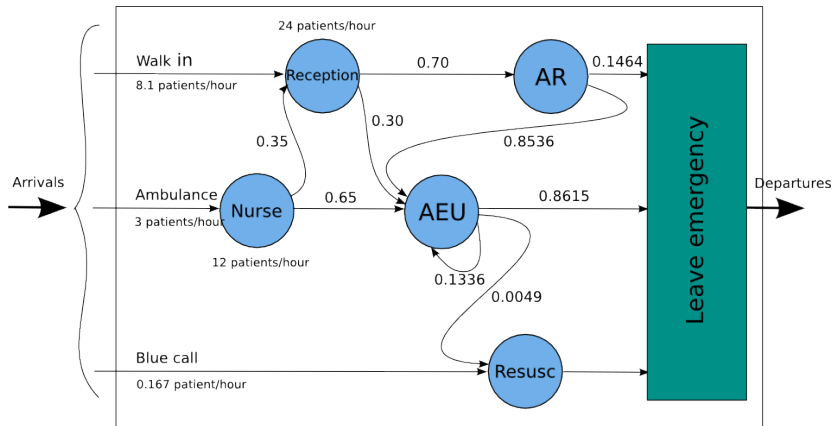 24 patients/hour
Walk in
8.1 patients/hour
Reception
0.70
AR
0.1464
0.35
0.30
0.8536
Arrivals
Ambulance
3 patients/hour
Nurse
0.65
AEU
0.8615
Leave emergency
Departures
12 patients/hour
0.1336
0.0049
Blue call
0.167 patient/hour
Resusc